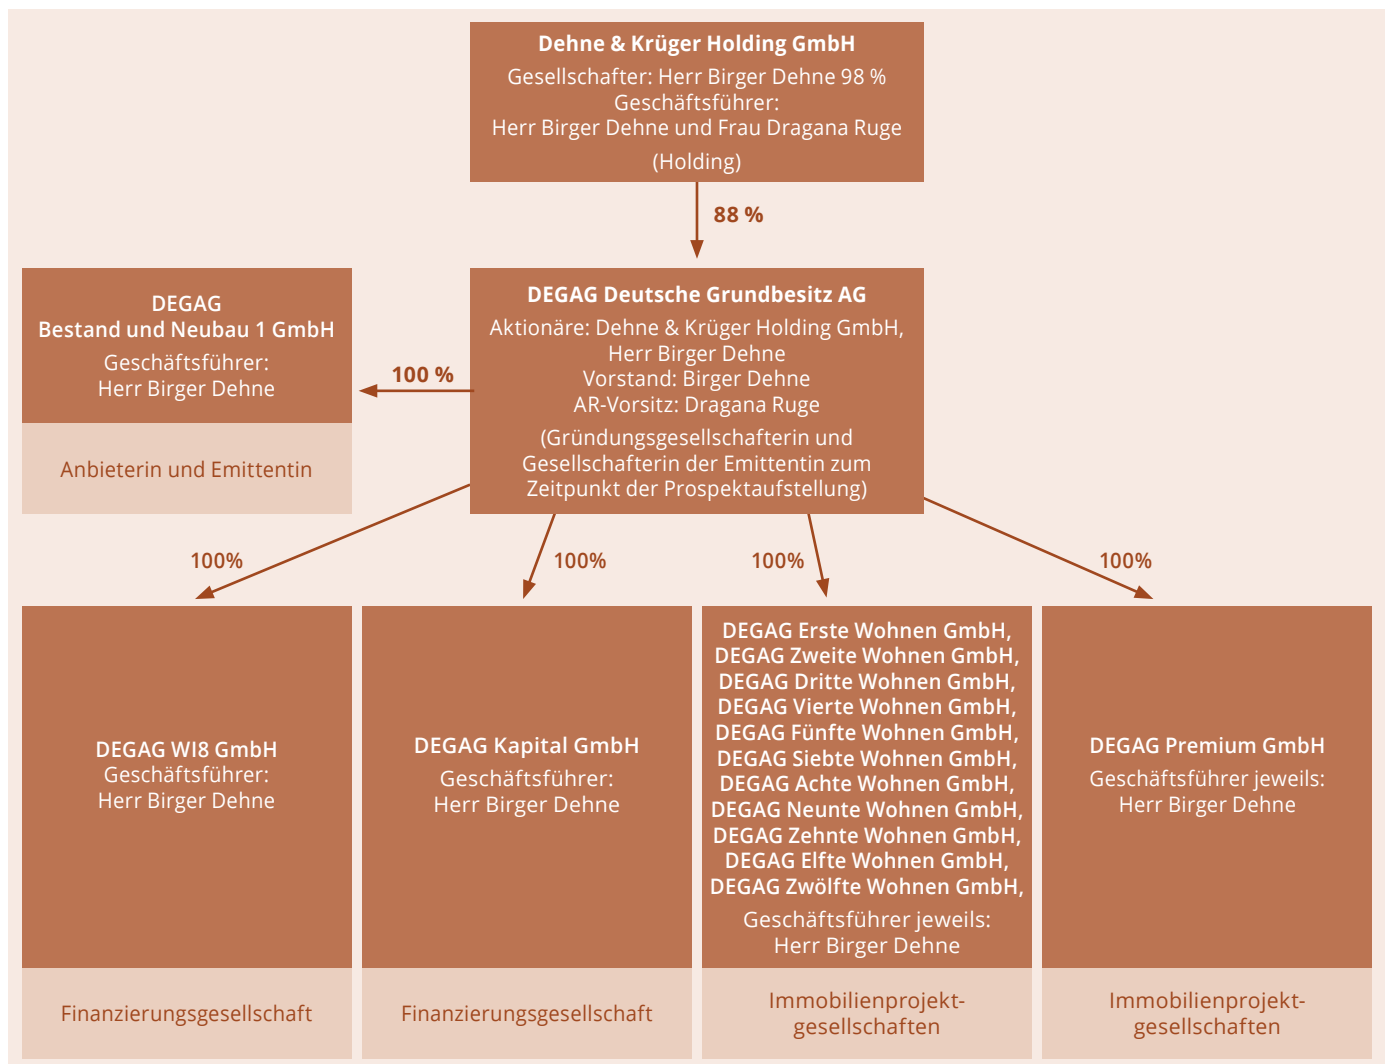 Dehne & Krüger Holding GmbH
Gesellschafter: Herr Birger Dehne 98 %
Geschäftsführer:
Herr Birger Dehne und Frau Dragana Ruge
(Holding)
88 %
DEGAG
Bestand und Neubau 1 GmbH
Geschäftsführer:
Herr Birger Dehne
Anbieterin und Emittentin
100 %
DEGAG Deutsche Grundbesitz AG
Aktionäre: Dehne & Krüger Holding GmbH,
Herr Birger Dehne
Vorstand: Birger Dehne
AR-Vorsitz: Dragana Ruge
(Gründungsgesellschafterin und
Gesellschafterin der Emittentin zum
Zeitpunkt der Prospektaufstellung)
100%
100%
100%
100%
DEGAG WI8 GmbH
Geschäftsführer:
Herr Birger Dehne
Finanzierungsgesellschaft
DEGAG Kapital GmbH
Geschäftsführer:
Herr Birger Dehne
Finanzierungsgesellschaft
DEGAG Erste Wohnen GmbH,
DEGAG Zweite Wohnen GmbH,
DEGAG Dritte Wohnen GmbH,
DEGAG Vierte Wohnen GmbH,
DEGAG Fünfte Wohnen GmbH,
DEGAG Siebte Wohnen GmbH,
DEGAG Achte Wohnen GmbH,
DEGAG Neunte Wohnen GmbH,
DEGAG Zehnte Wohnen GmbH,
DEGAG Elfte Wohnen GmbH,
DEGAG Zwölfte Wohnen GmbH,
Geschäftsführer jeweils:
Herr Birger Dehne
Immobilienprojekt-
gesellschaften
DEGAG Premium GmbH
Geschäftsführer jeweils:
Herr Birger Dehne
Immobilienprojekt-
gesellschaften